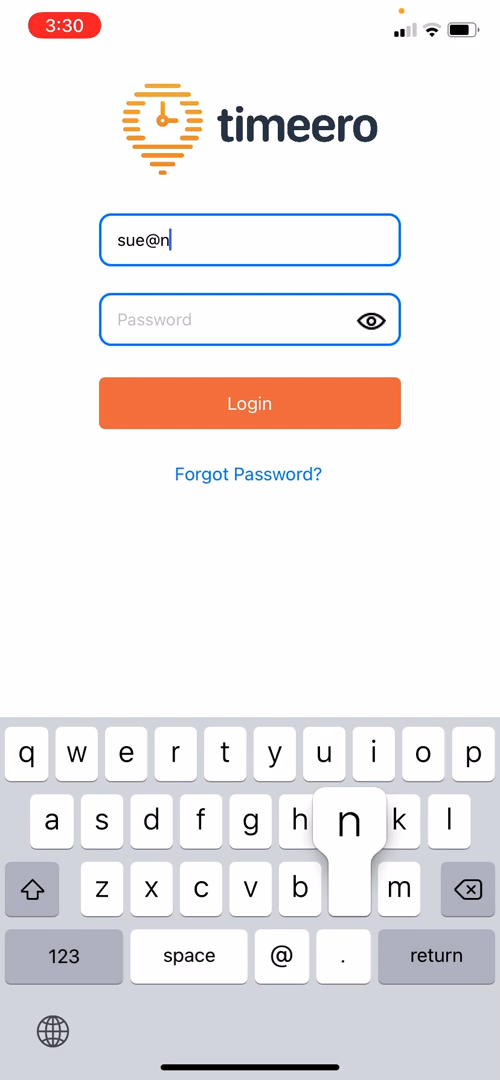 3:30
timeero
sue@n
Password
Login
Forgot Password?
q w e r t y u i o p
a s d f g h n k l
z x c v b m
123 space @ . return